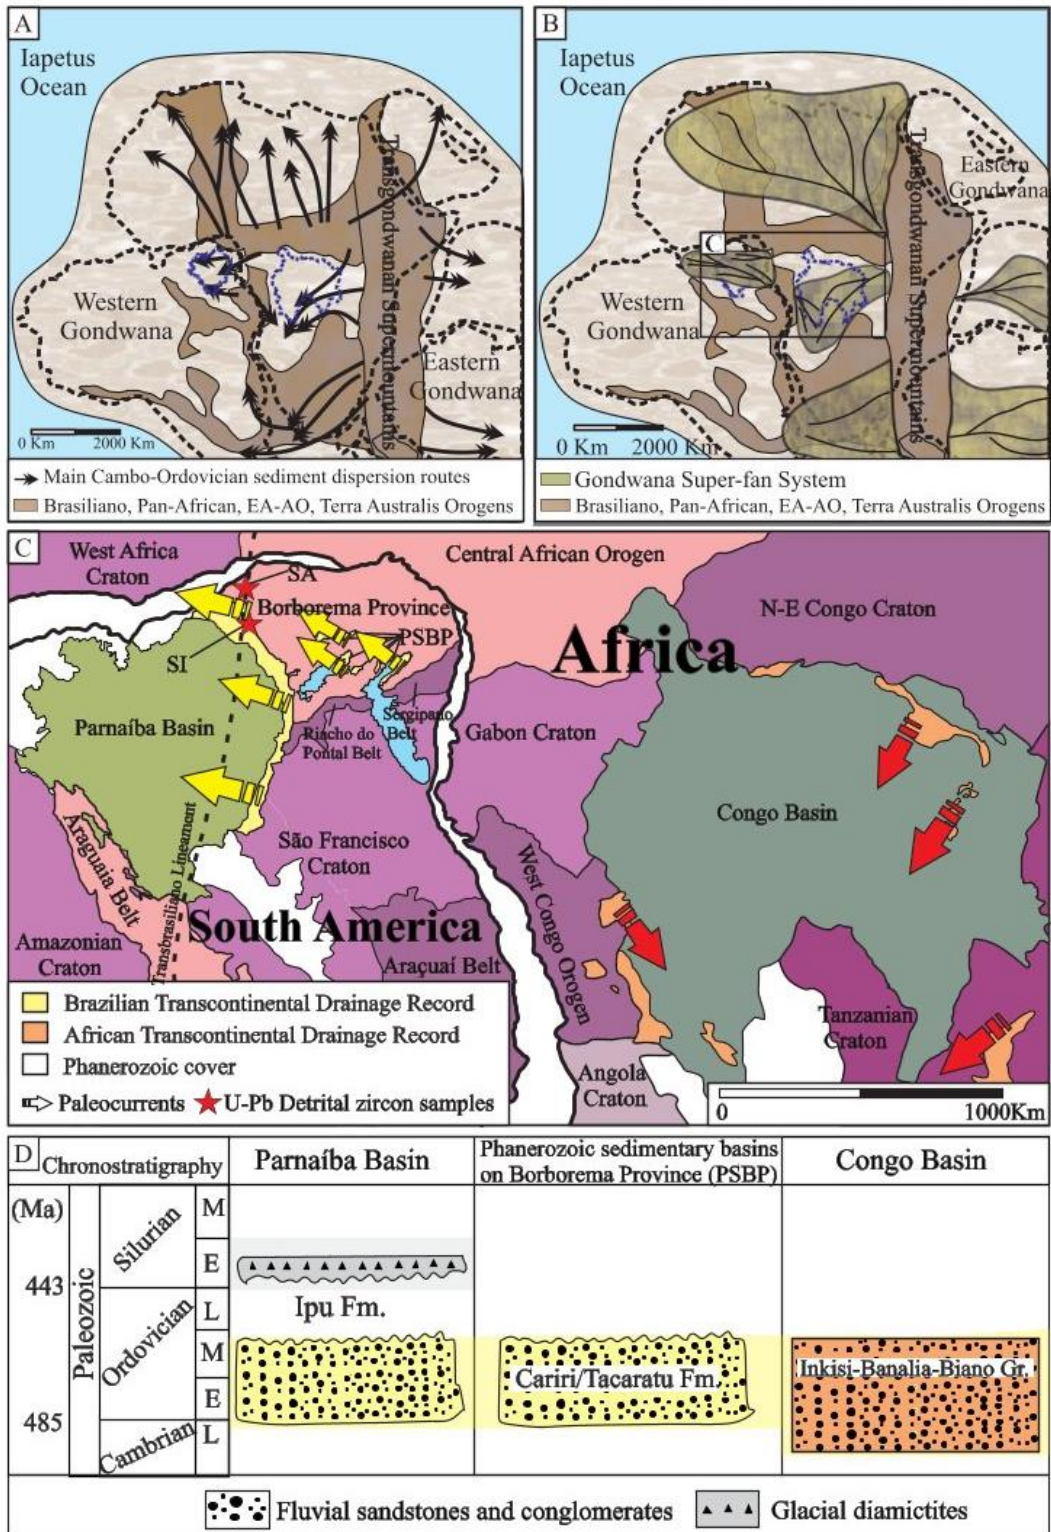 A
Iapetus
Ocean
Western
Gondwana
Transgondwanan Supermountains
Eastern
Gondwana
0 Km 2000 Km
Main Cambo-Ordovician sediment dispersion routes
Brasiliano, Pan-African, EA-AO, Terra Australis Orogens
B
Iapetus
Ocean
Eastern
Gondwana
C
Western
Gondwana
Transgondwanan Supermountains
0 Km 2000 Km
Gondwana Super-fan System
Brasiliano, Pan-African, EA-AO, Terra Australis Orogens
C
West Africa
Craton
Central African Orogen
SA
Borborema Province
N-E Congo Craton
PSBP
Africa
SI
Parnaíba Basin
Sergipano
Belt
Riacho do
Pontal Belt
Gabon Craton
Congo Basin
São Francisco
Craton
Araguaia Belt
Transbrasiliano Lineament
West Congo Orogen
South America
Amazonian
Craton
Araçuaí Belt
Tanzanian
Craton
Angola
Craton
Brazilian Transcontinental Drainage Record
African Transcontinental Drainage Record
Phanerozoic cover
Paleocurrents U-Pb Detrital zircon samples
0 1000Km
D
Chronostratigraphy
Parnaíba Basin
Phanerozoic sedimentary basins
on Borborema Province (PSBP)
Congo Basin
(Ma)
Paleozoic
Silurian
M
E
443
Ordovician
L
Ipu Fm.
M
Cariri/Tacaratu Fm.
Inkisi-Banalia-Biano Gr.
E
485
Cambrian
L
Fluvial sandstones and conglomerates
Glacial diamictites